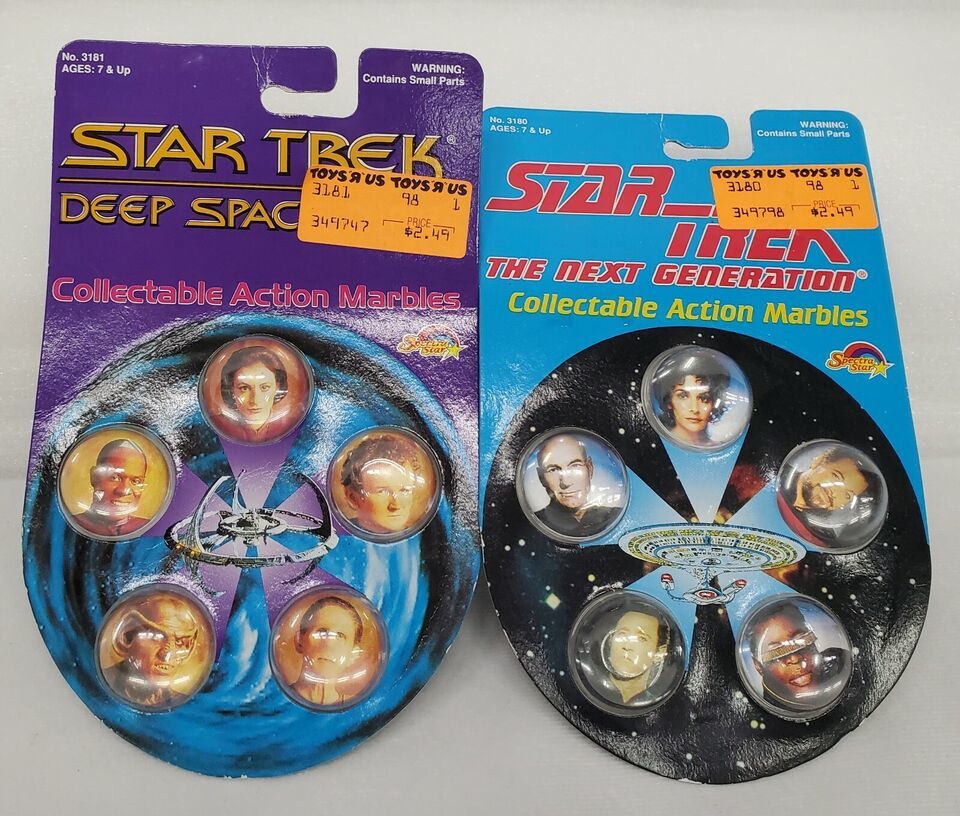 No. 3181
AGES: 7 & Up
WARNING:
Contains Small Parts
STAR TREK®
DEEP SPAC
TOYS "R" US TOYS "R" US
3181 98 1
349747 PRICE
$2.49
Collectable Action Marbles
Spectra
Star
No. 3180
AGES: 7 & Up
WARNING:
Contains Small Parts
STAR
TREK
THE NEXT GENERATION®
TOYS "R" US TOYS "R" US
3180 98 1
349798 PRICE
$2.49
Collectable Action Marbles
Spectra
Star